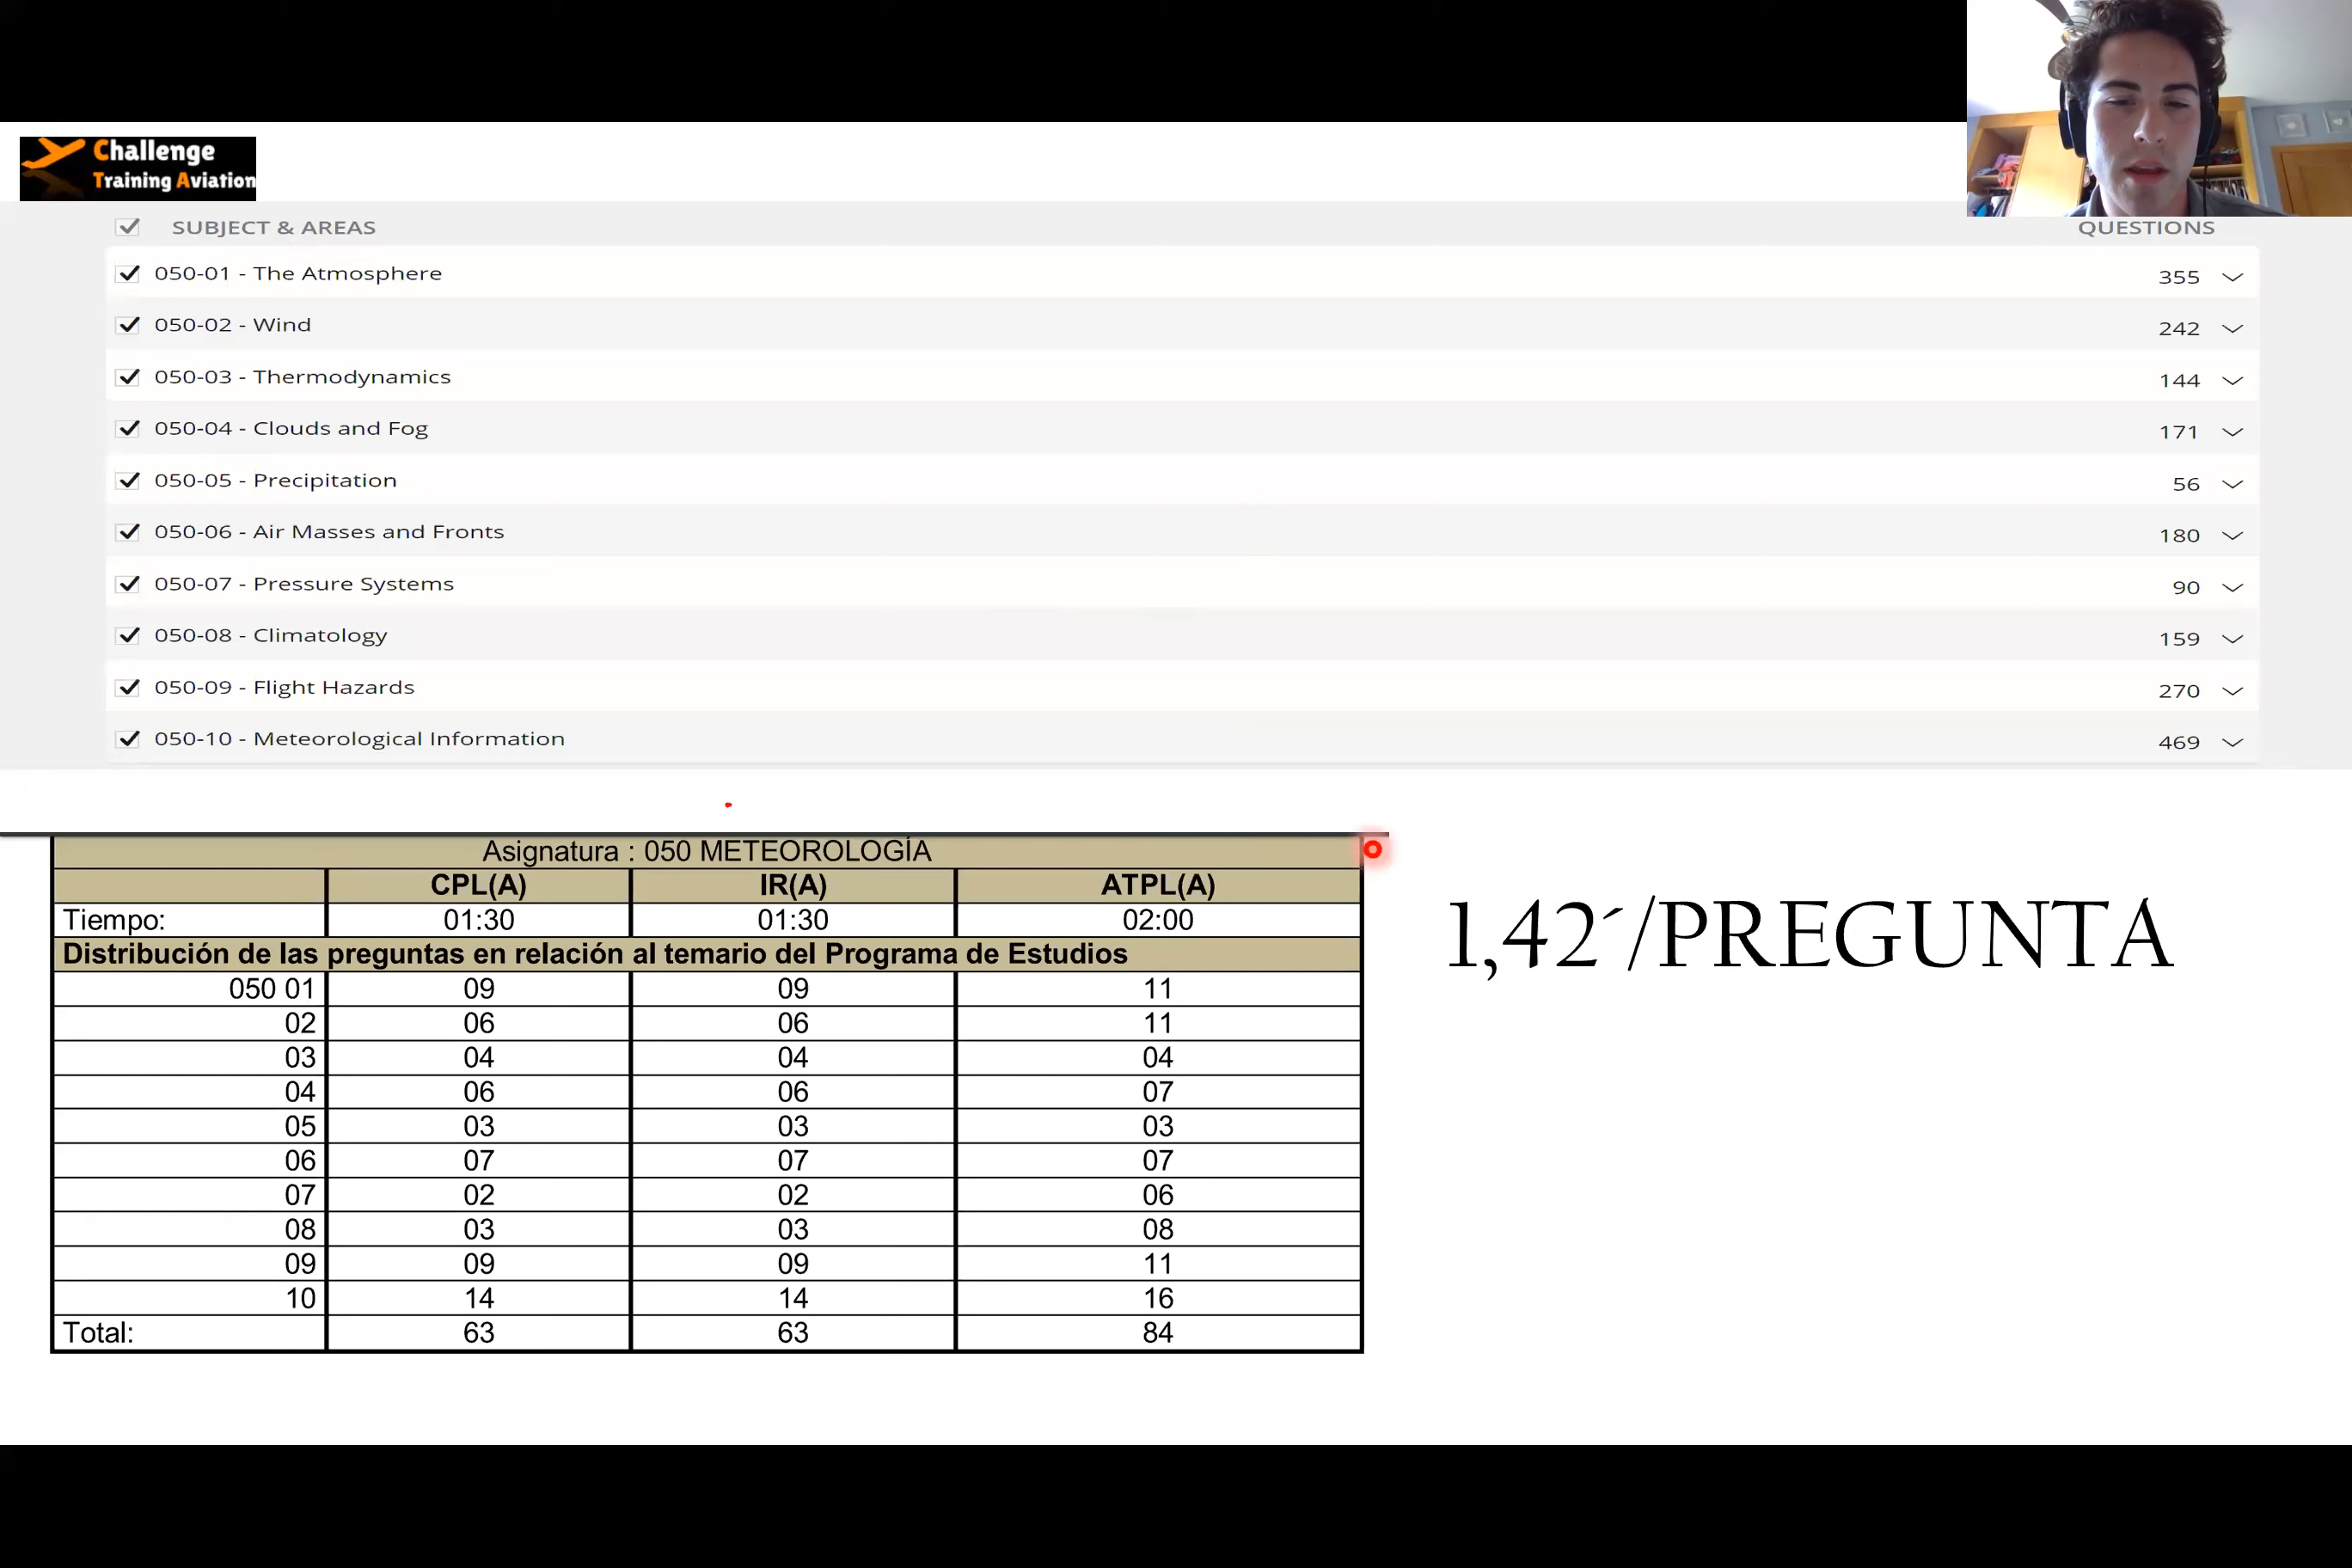 Challenge
Training Aviation
SUBJECT & AREAS QUESTIONS
050-01 - The Atmosphere 355
050-02 - Wind 242
050-03 - Thermodynamics 144
050-04 - Clouds and Fog 171
050-05 - Precipitation 56
050-06 - Air Masses and Fronts 180
050-07 - Pressure Systems 90
050-08 - Climatology 159
050-09 - Flight Hazards 270
050-10 - Meteorological Information 469
Asignatura : 050 METEOROLOGÍA
CPL(A) IR(A) ATPL(A)
Tiempo: 01:30 01:30 02:00
Distribución de las preguntas en relación al temario del Programa de Estudios
050 01 09 09 11
02 06 06 11
03 04 04 04
04 06 06 07
05 03 03 03
06 07 07 07
07 02 02 06
08 03 03 08
09 09 09 11
10 14 14 16
Total: 63 63 84
1,42´/PREGUNTA